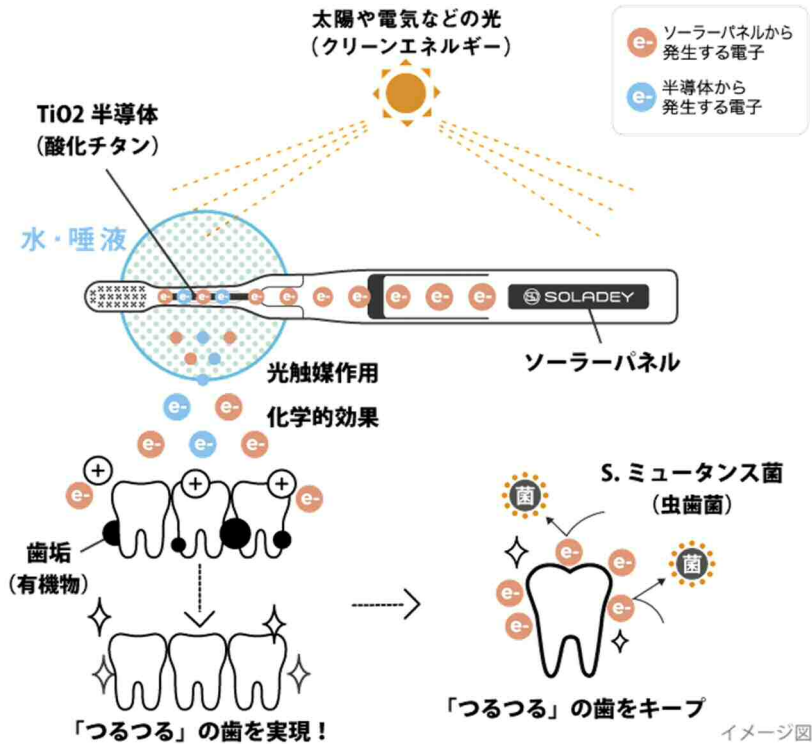 太陽や電気などの光
（クリーンエネルギー）
e- ソーラーパネルから
発生する電子
e- 半導体から
発生する電子
TiO2 半導体
（酸化チタン）
水・唾液
e- e- e- e- e- e- e- e- e- e- e-
SOLADEY
ソーラーパネル
光触媒作用
化学的効果
e- e-
e- e- e-
+
e- + + e-
歯垢
（有機物）
「つるつる」の歯を実現！
S. ミュータンス菌
（虫歯菌）
菌
菌
e-
e-
e- e-
e-
「つるつる」の歯をキープ
イメージ図